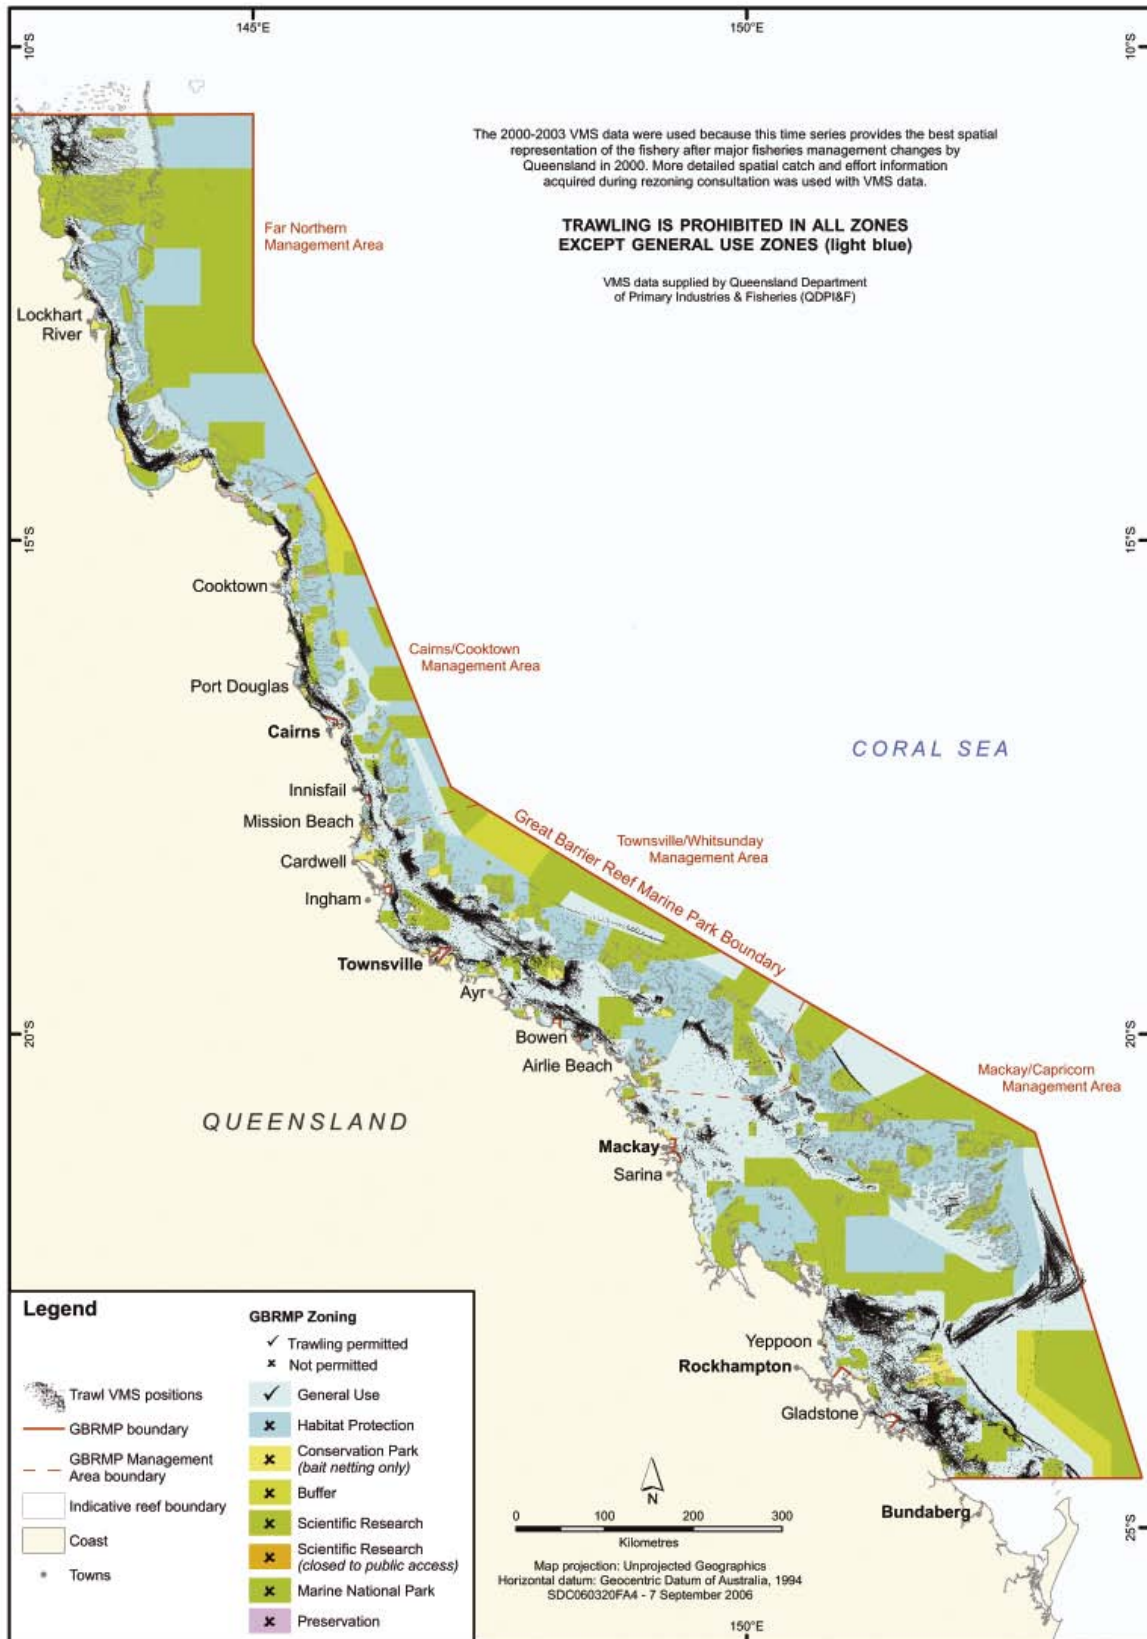 145°E
150°E
10°S
10°S
The 2000-2003 VMS data were used because this time series provides the best spatial
representation of the fishery after major fisheries management changes by
Queensland in 2000. More detailed spatial catch and effort information
acquired during rezoning consultation was used with VMS data.
TRAWLING IS PROHIBITED IN ALL ZONES
EXCEPT GENERAL USE ZONES (light blue)
VMS data supplied by Queensland Department
of Primary Industries & Fisheries (QDPI&F)
Far Northern
Management Area
Lockhart
River
15°S
15°S
Cooktown
Cairns/Cooktown
Management Area
Port Douglas
Cairns
CORAL SEA
Innisfail
Mission Beach
Cardwell
Ingham
Great Barrier Reef Marine Park Boundary
Townsville/Whitsunday
Management Area
Townsville
Ayr
Bowen
Airlie Beach
20°S
20°S
Mackay/Capricorn
Management Area
QUEENSLAND
Mackay
Sarina
Yeppoon
Rockhampton
Gladstone
Bundaberg
25°S
Legend
Trawl VMS positions
GBRMP boundary
GBRMP Management
Area boundary
Indicative reef boundary
Coast
Towns
GBRMP Zoning
✓ Trawling permitted
✗ Not permitted
✓ General Use
✗ Habitat Protection
✗ Conservation Park
(bait netting only)
✗ Buffer
✗ Scientific Research
✗ Scientific Research
(closed to public access)
✗ Marine National Park
✗ Preservation
N
0 100 200 300
Kilometres
Map projection: Unprojected Geographics
Horizontal datum: Geocentric Datum of Australia, 1994
SDC060320FA4 - 7 September 2006
150°E